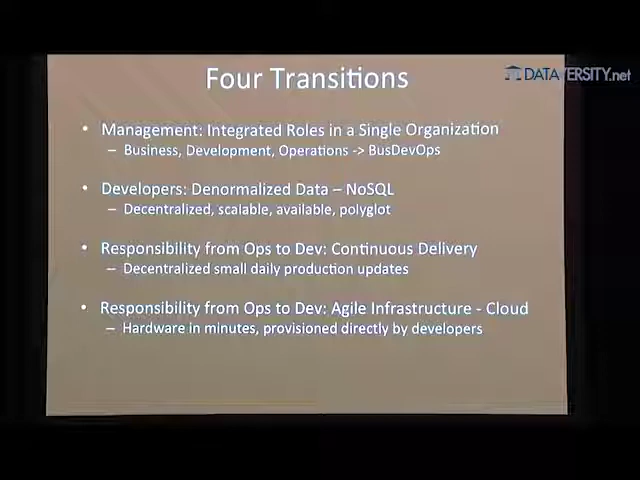 Four Transitions
DATAVERSITY.net
• Management: Integrated Roles in a Single Organization
– Business, Development, Operations -> BusDevOps
• Developers: Denormalized Data – NoSQL
– Decentralized, scalable, available, polyglot
• Responsibility from Ops to Dev: Continuous Delivery
– Decentralized small daily production updates
• Responsibility from Ops to Dev: Agile Infrastructure - Cloud
– Hardware in minutes, provisioned directly by developers